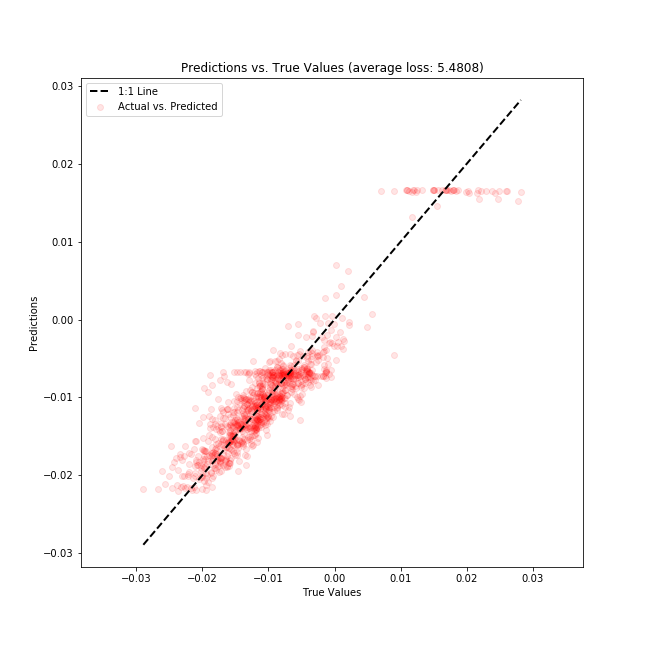 Predictions vs. True Values (average loss: 5.4808)
1:1 Line
Actual vs. Predicted
0.03
0.02
0.01
0.00
−0.01
−0.02
−0.03
Predictions
−0.03 −0.02 −0.01 0.00 0.01 0.02 0.03
True Values